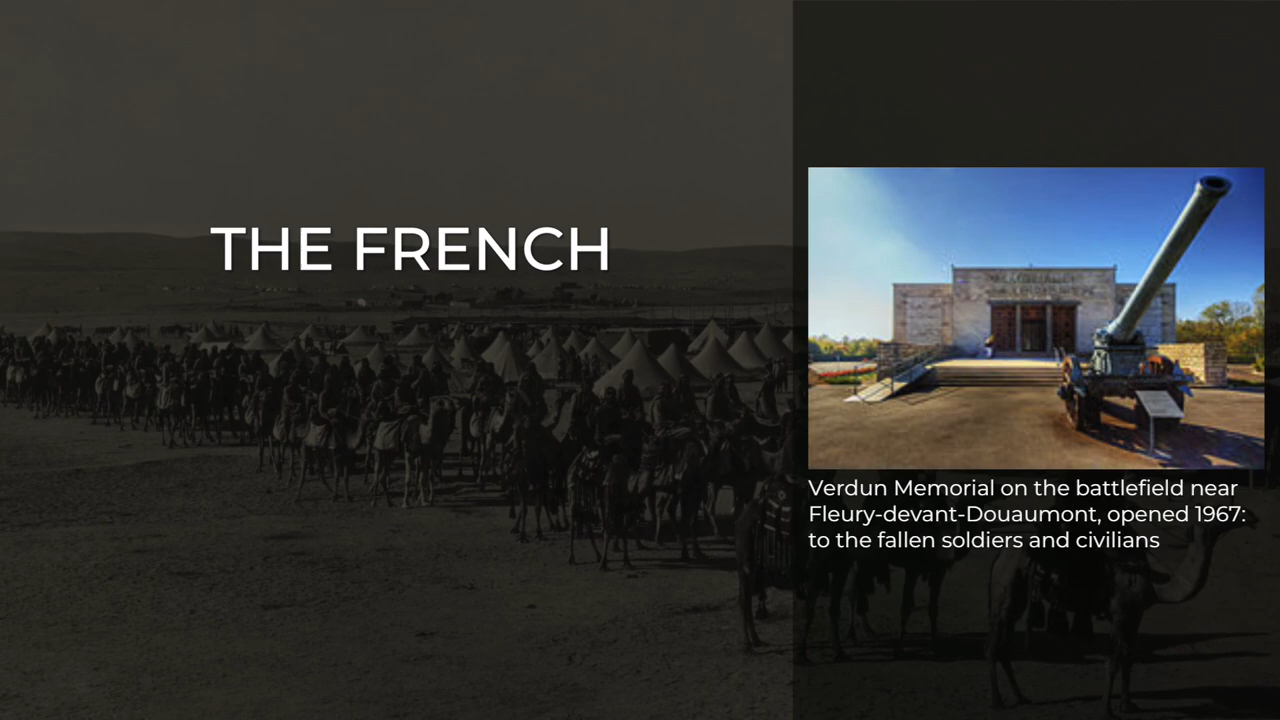 THE FRENCH
Verdun Memorial on the battlefield near
Fleury-devant-Douaumont, opened 1967:
to the fallen soldiers and civilians